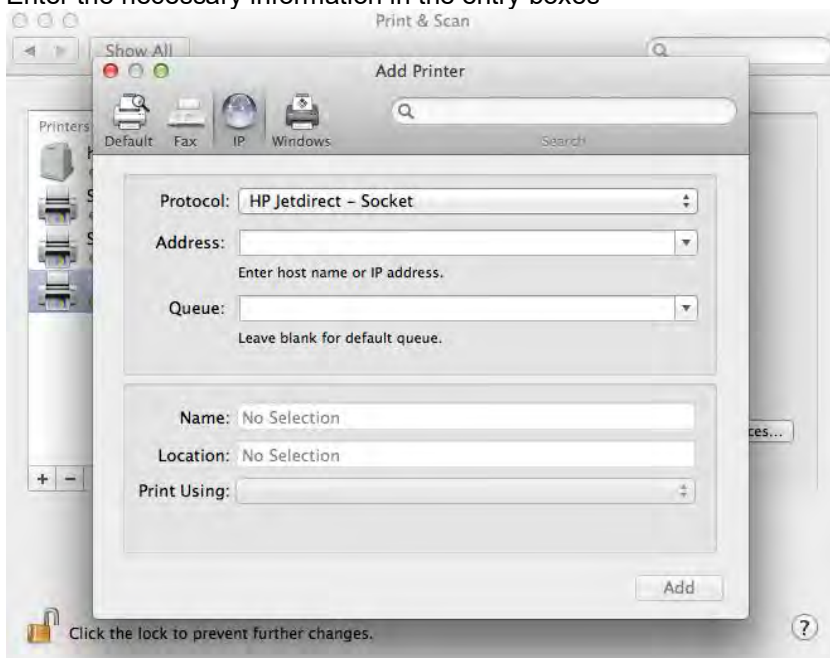 Enter the necessary information in the entry boxes
Print & Scan
Show All
Add Printer
Printers
Default Fax IP Windows
Search
Protocol: HP Jetdirect – Socket
Address:
Enter host name or IP address.
Queue:
Leave blank for default queue.
Name: No Selection
Location: No Selection
ces...
+ –
Print Using:
Add
Click the lock to prevent further changes.
?